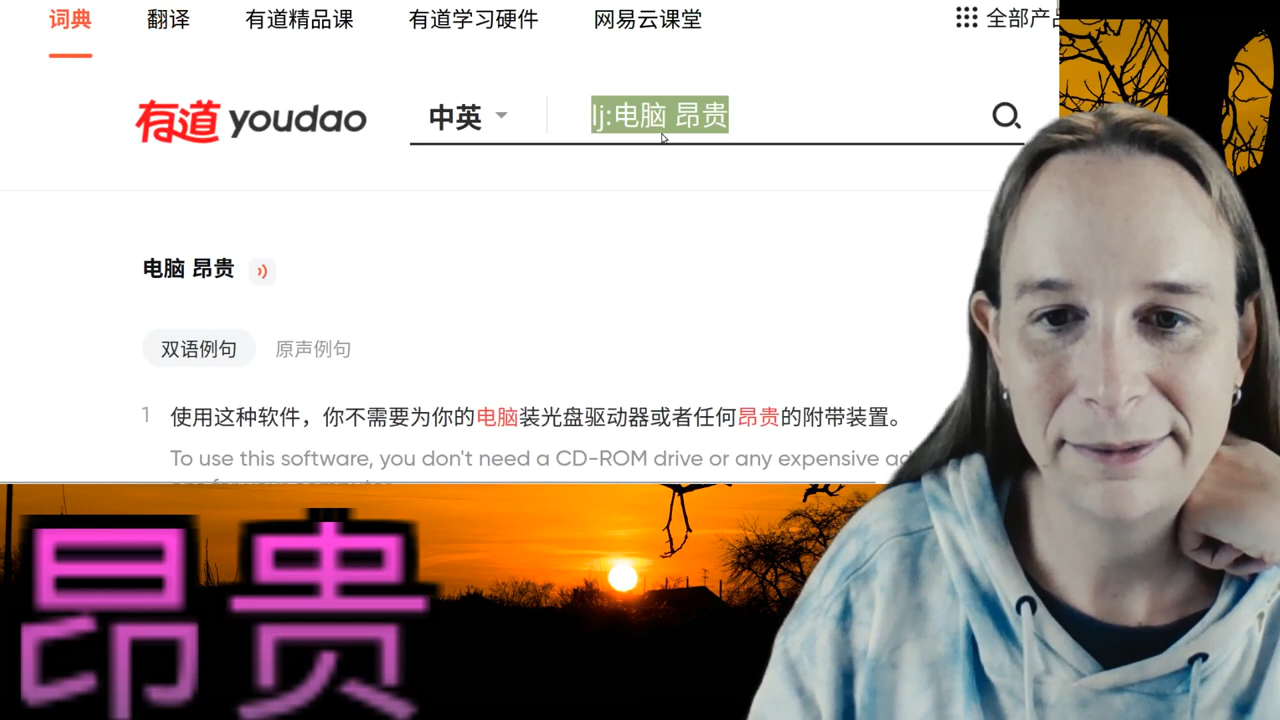 词典 翻译 有道精品课 有道学习硬件 网易云课堂 全部产品
有道 youdao 中英 lj:电脑 昂贵
电脑 昂贵
双语例句 原声例句
1 使用这种软件，你不需要为你的电脑装光盘驱动器或者任何昂贵的附带装置。
To use this software, you don't need a CD-ROM drive or any expensive
昂贵